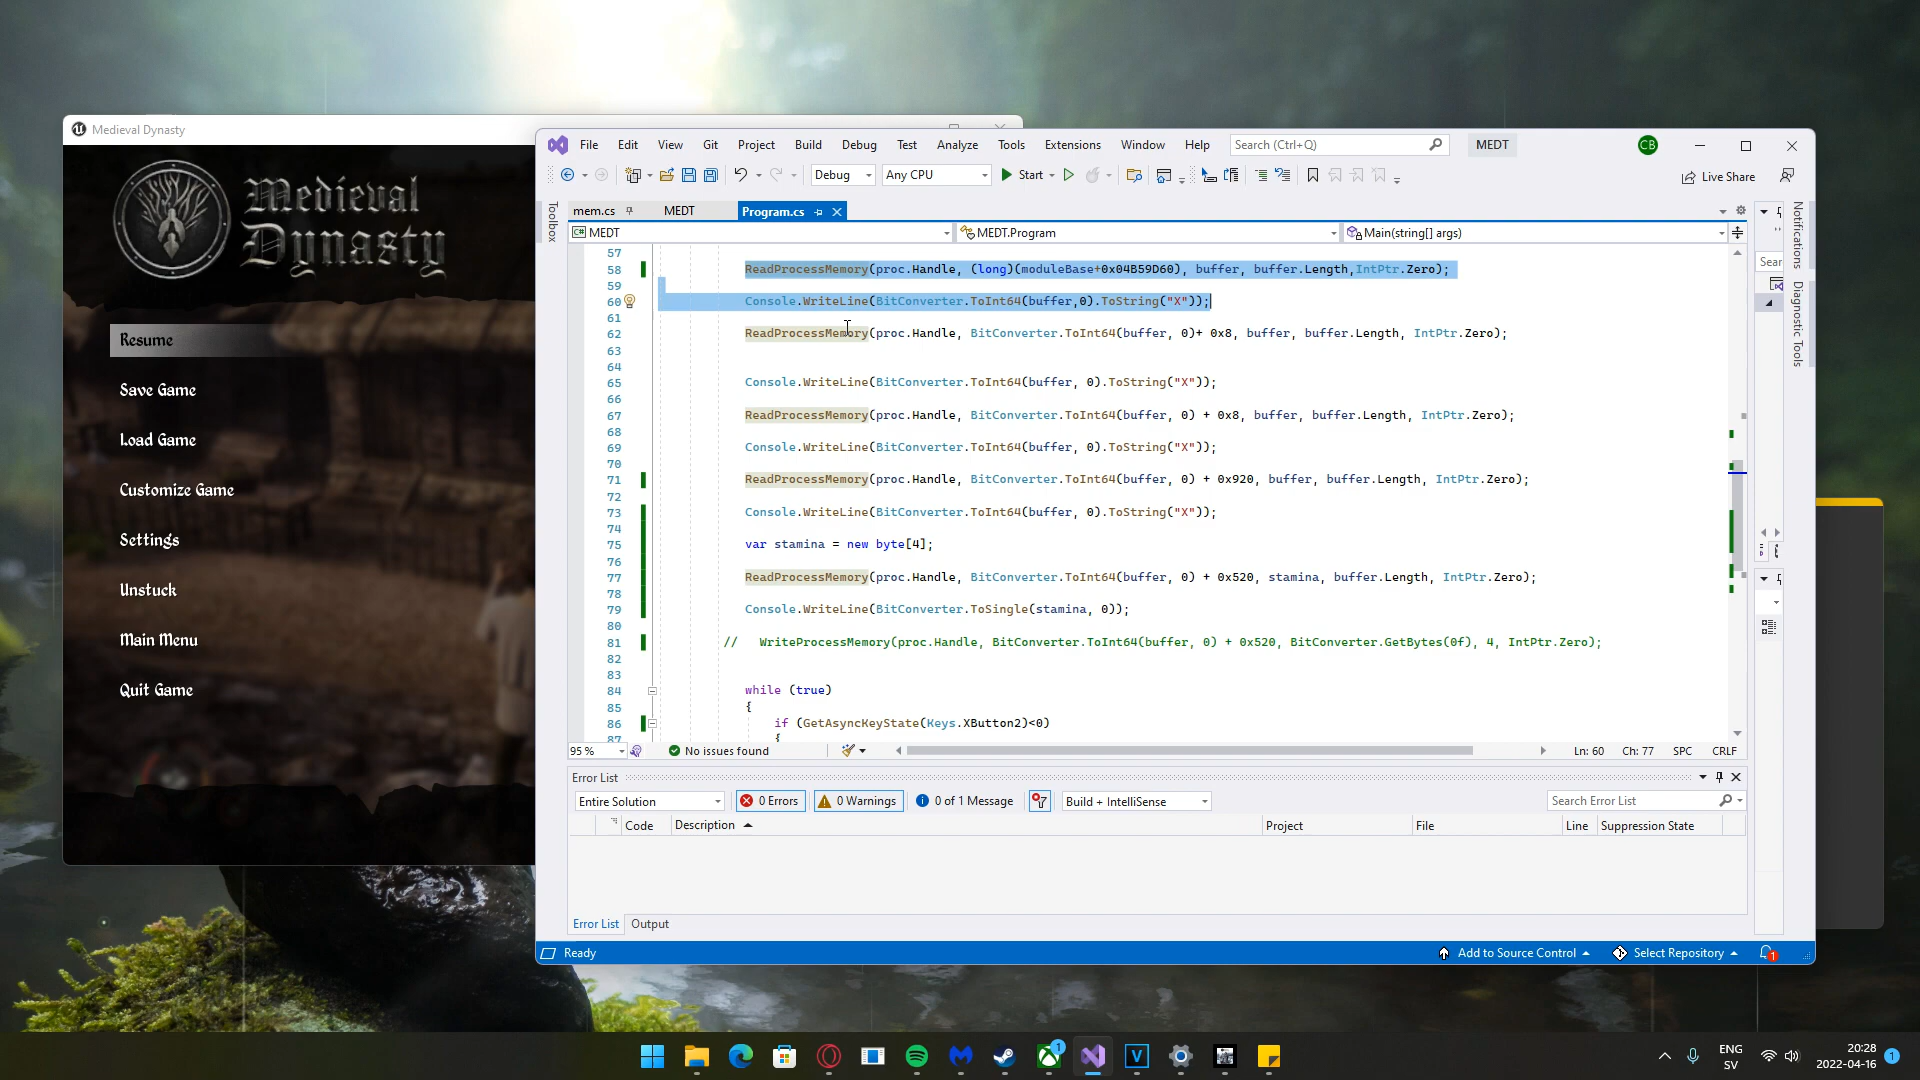 Medieval Dynasty
Medieval
Dynasty
Resume
Save Game
Load Game
Customize Game
Settings
Unstuck
Main Menu
Quit Game
File Edit View Git Project Build Debug Test Analyze Tools Extensions Window Help Search (Ctrl+Q) MEDT CB
Debug Any CPU Start Live Share
Toolbox
mem.cs MEDT Program.cs
C# MEDT MEDT.Program Main(string[] args)
57
58 ReadProcessMemory(proc.Handle, (long)(moduleBase+0x04B59D60), buffer, buffer.Length,IntPtr.Zero);
59
60 Console.WriteLine(BitConverter.ToInt64(buffer,0).ToString("X"));
61
62 ReadProcessMemory(proc.Handle, BitConverter.ToInt64(buffer, 0)+ 0x8, buffer, buffer.Length, IntPtr.Zero);
63
64
65 Console.WriteLine(BitConverter.ToInt64(buffer, 0).ToString("X"));
66
67 ReadProcessMemory(proc.Handle, BitConverter.ToInt64(buffer, 0) + 0x8, buffer, buffer.Length, IntPtr.Zero);
68
69 Console.WriteLine(BitConverter.ToInt64(buffer, 0).ToString("X"));
70
71 ReadProcessMemory(proc.Handle, BitConverter.ToInt64(buffer, 0) + 0x920, buffer, buffer.Length, IntPtr.Zero);
72
73 Console.WriteLine(BitConverter.ToInt64(buffer, 0).ToString("X"));
74
75 var stamina = new byte[4];
76
77 ReadProcessMemory(proc.Handle, BitConverter.ToInt64(buffer, 0) + 0x520, stamina, buffer.Length, IntPtr.Zero);
78
79 Console.WriteLine(BitConverter.ToSingle(stamina, 0));
80
81 // WriteProcessMemory(proc.Handle, BitConverter.ToInt64(buffer, 0) + 0x520, BitConverter.GetBytes(0f), 4, IntPtr.Zero);
82
83
84 while (true)
85 {
86 if (GetAsyncKeyState(Keys.XButton2)<0)
87 {
95 % No issues found Ln: 60 Ch: 77 SPC CRLF
Notifications
Diagnostic Tools
Sear
Error List
Entire Solution 0 Errors 0 Warnings 0 of 1 Message Build + IntelliSense Search Error List
Code Description Project File Line Suppression State
Error List Output
Ready Add to Source Control Select Repository 1
1 V ENG 20:28
SV 2022-04-16 1